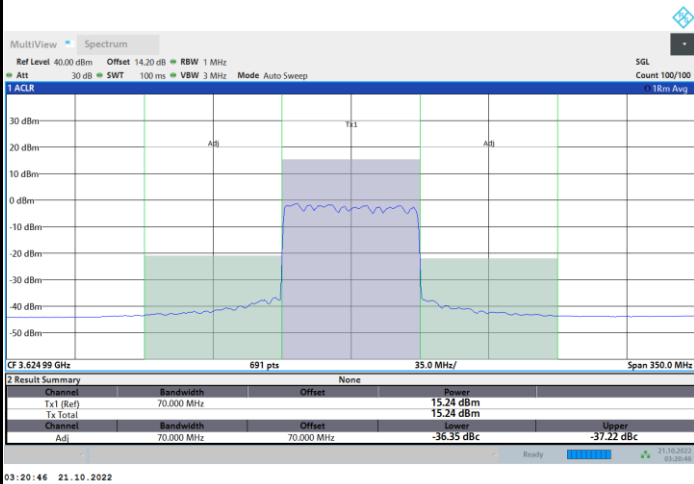 MultiView Spectrum
Ref Level 40.00 dBm Offset 14.20 dB RBW 1 MHz SGL
Att 30 dB SWT 100 ms VBW 3 MHz Mode Auto Sweep Count 100/100
1 ACLR 1Rm Avg
30 dBm
Tx1
20 dBm Adj Adj
10 dBm
0 dBm
-10 dBm
-20 dBm
-30 dBm
-40 dBm
-50 dBm
CF 3.624 99 GHz 691 pts 35.0 MHz/ Span 350.0 MHz
2 Result Summary None
Channel Bandwidth Offset Power
Tx1 (Ref) 70.000 MHz 15.24 dBm
Tx Total 15.24 dBm
Channel Bandwidth Offset Lower Upper
Adj 70.000 MHz 70.000 MHz -36.35 dBc -37.22 dBc
Ready 21.10.2022
03:20:46
03:20:46 21.10.2022